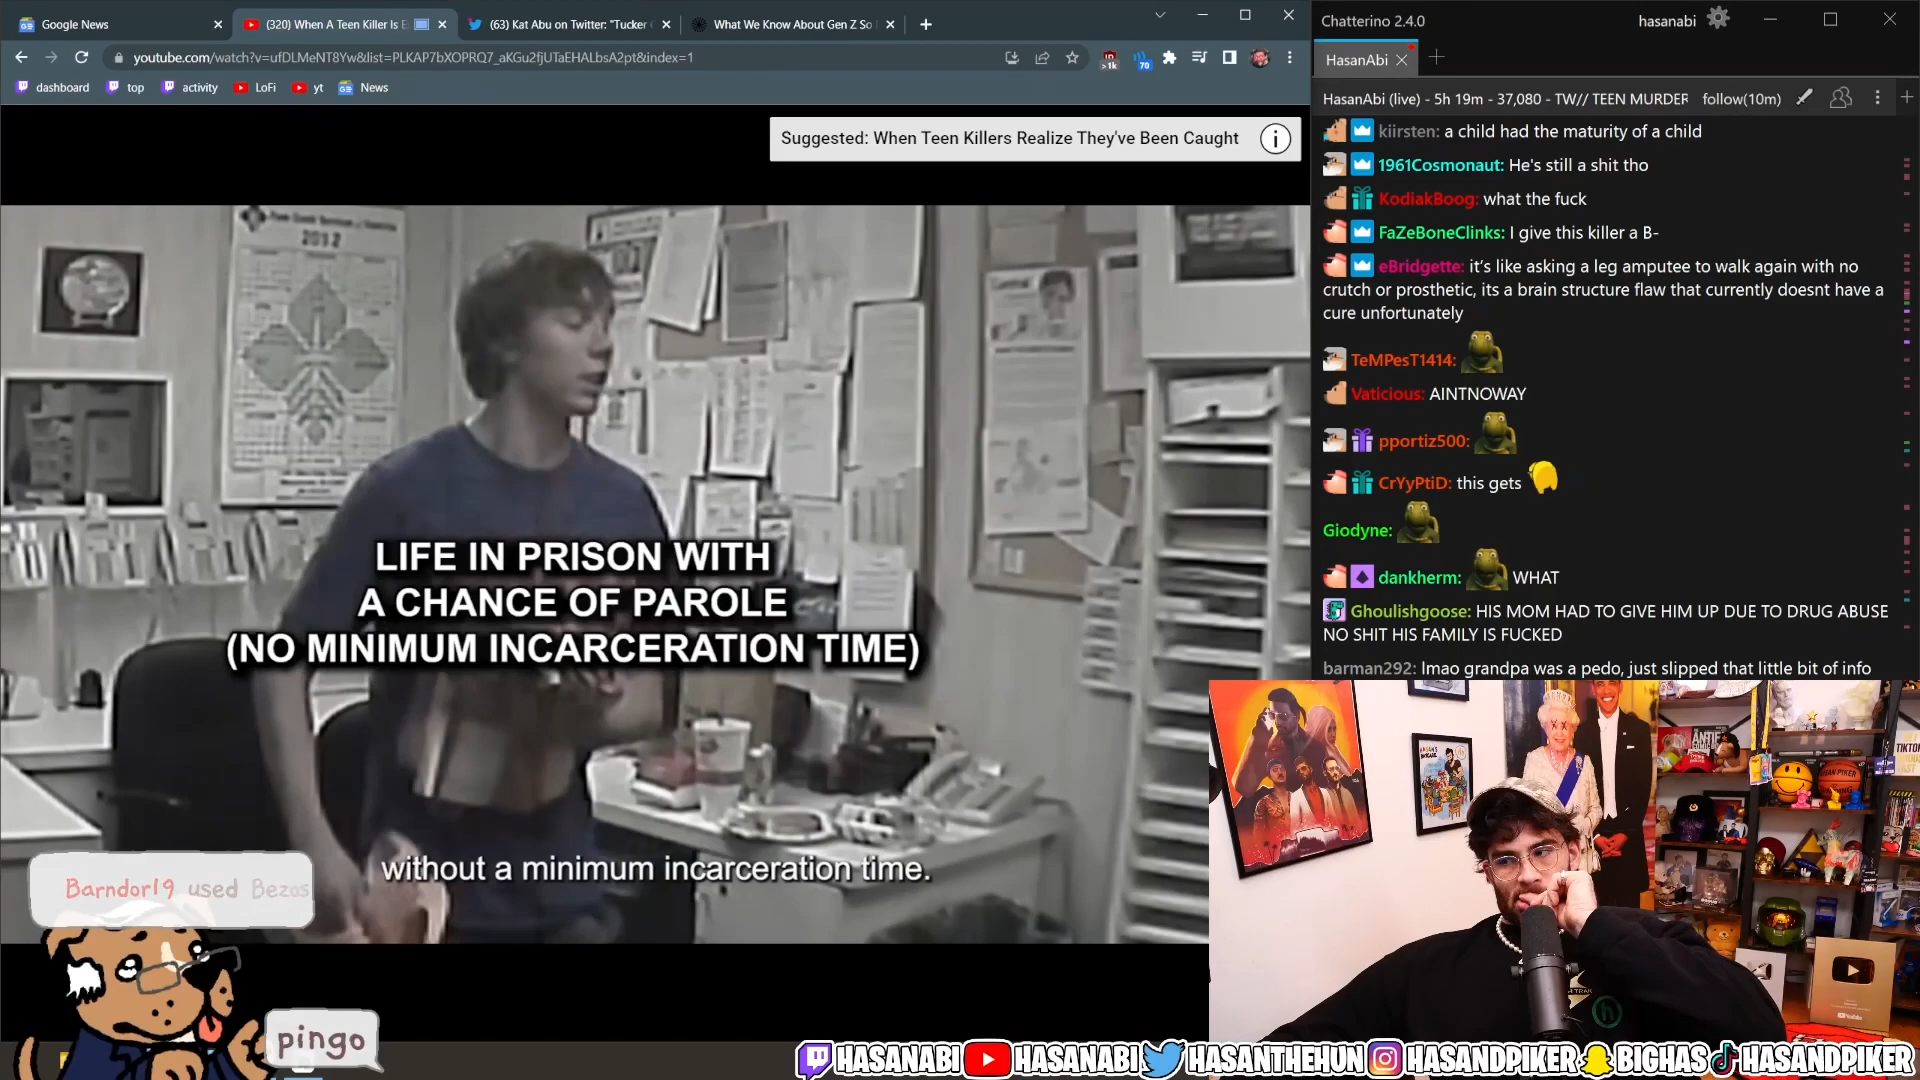 Google News
(320) When A Teen Killer Is
(63) Kat Abu on Twitter: "Tucker
What We Know About Gen Z So
youtube.com/watch?v=ufDLMeNT8Yw&list=PLKAP7bXOPRQ7_aKGu2fjUTaEHALbsA2pt&index=1
>1k
70
dashboard
top
activity
LoFi
yt
News
Suggested: When Teen Killers Realize They've Been Caught
2012
LIFE IN PRISON WITH
A CHANCE OF PAROLE
(NO MINIMUM INCARCERATION TIME)
without a minimum incarceration time.
Barndor19 used Bezos
pingo
Chatterino 2.4.0
hasanabi
HasanAbi
HasanAbi (live) - 5h 19m - 37,080 - TW// TEEN MURDER
follow(10m)
kiirsten: a child had the maturity of a child
1961Cosmonaut: He's still a shit tho
KodiakBoog: what the fuck
FaZeBoneClinks: I give this killer a B-
eBridgette: it's like asking a leg amputee to walk again with no
crutch or prosthetic, its a brain structure flaw that currently doesnt have a
cure unfortunately
TeMPesT1414:
Vaticious: AINTNOWAY
pportiz500:
CrYyPtiD: this gets
Giodyne:
dankherm: WHAT
Ghoulishgoose: HIS MOM HAD TO GIVE HIM UP DUE TO DRUG ABUSE
NO SHIT HIS FAMILY IS FUCKED
barman292: lmao grandpa was a pedo, just slipped that little bit of info
HASANABI
HASANABI
HASANTHEHUN
HASANDPIKER
BIGHAS
HASANDPIKER